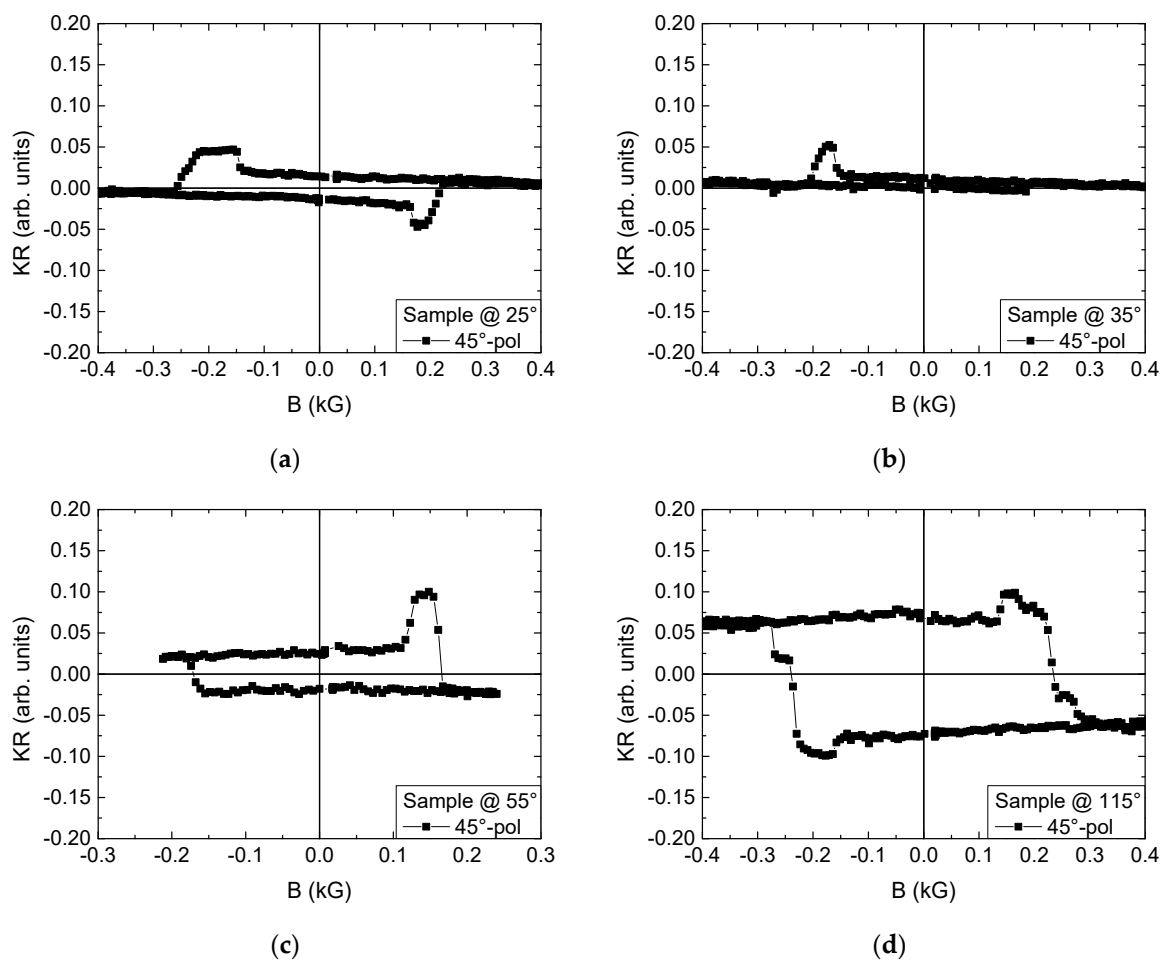 0.20
0.15
0.10
0.05
0.00
-0.05
-0.10
-0.15
0.20
KR (arb. units)
Sample @ 25°
45°-pol
-0.4 -0.3 -0.2 -0.1 0.0 0.1 0.2 0.3 0.4
B (kG)
(a)
0.20
0.15
0.10
0.05
0.00
-0.05
-0.10
-0.15
0.20
KR (arb. units)
Sample @ 35°
45°-pol
-0.4 -0.3 -0.2 -0.1 0.0 0.1 0.2 0.3 0.4
B (kG)
(b)
0.20
0.15
0.10
0.05
0.00
-0.05
-0.10
-0.15
-0.20
KR (arb. units)
Sample @ 55°
45°-pol
-0.3 -0.2 -0.1 0.0 0.1 0.2 0.3
B (kG)
(c)
0.20
0.15
0.10
0.05
0.00
-0.05
-0.10
-0.15
-0.20
KR (arb. units)
Sample @ 115°
45°-pol
-0.4 -0.3 -0.2 -0.1 0.0 0.1 0.2 0.3 0.4
B (kG)
(d)